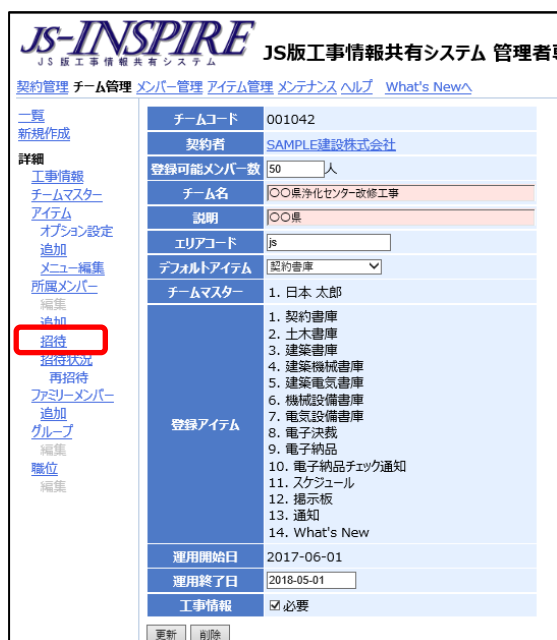 JS-INSPIRE
JS版工事情報共有システム
JS版工事情報共有システム 管理者
契約管理 チーム管理 メンバー管理 アイテム管理 メンテナンス ヘルプ What's Newへ
一覧
新規作成
詳細
工事情報
チームマスター
アイテム
オプション設定
追加
メニュー編集
所属メンバー
編集
追加
招待
招待状況
再招待
ファミリーメンバー
追加
グループ
編集
職位
編集
チームコード 001042
契約者 SAMPLE建設株式会社
登録可能メンバー数 50 人
チーム名 〇〇県浄化センター改修工事
説明 〇〇県
エリアコード js
デフォルトアイテム 契約書庫
チームマスター 1. 日本 太郎
登録アイテム
1. 契約書庫
2. 土木書庫
3. 建築書庫
4. 建築機械書庫
5. 建築電気書庫
6. 機械設備書庫
7. 電気設備書庫
8. 電子決裁
9. 電子納品
10. 電子納品チェック通知
11. スケジュール
12. 掲示板
13. 通知
14. What's New
運用開始日 2017-06-01
運用終了日 2018-05-01
工事情報 必要
更新 削除